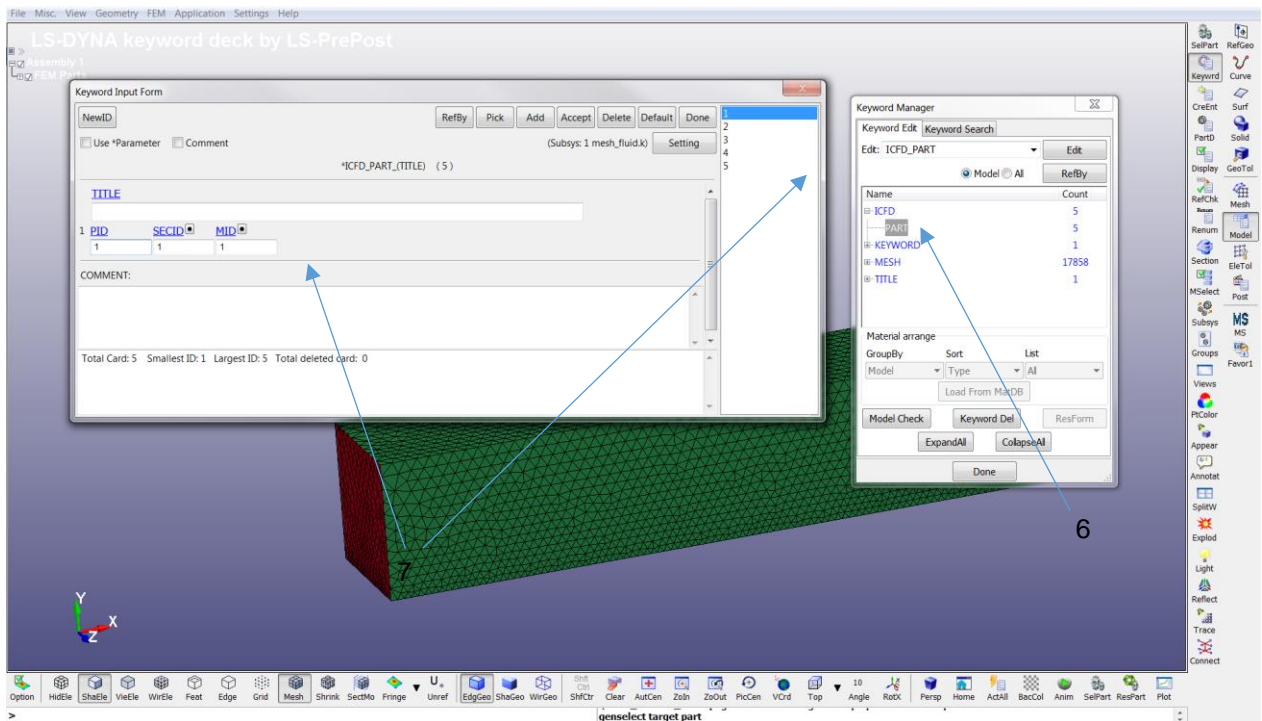 File Misc. View Geometry FEM Application Settings Help
LS-DYNA keyword deck by LS-PrePost
Assembly 1
FEM Parts
Keyword Input Form
NewID RefBy Pick Add Accept Delete Default Done
Use *Parameter Comment (Subsys: 1 mesh_fluid.k) Setting
*ICFD_PART_(TITLE) (5)
TITLE
1 PID SECID MID
1 1 1
COMMENT:
Total Card: 5 Smallest ID: 1 Largest ID: 5 Total deleted card: 0
1
2
3
4
5
Keyword Manager
Keyword Edit Keyword Search
Edit: ICFD_PART Edit
Model All RefBy
Name Count
ICFD 5
PART 5
KEYWORD 1
MESH 17858
TITLE 1
Material arrange
GroupBy Sort List
Model Type All
Load From MatDB
Model Check Keyword Del ResForm
ExpandAll CollapseAll
Done
6
7
Y
X
Z
SelPart RefGeo
Keywrd Curve
CreEnt Surf
PartD Solid
Display GeoTol
RefChk Mesh
Renum Model
Section EleTol
MSelect Post
Subsys MS
MS
Groups Favor1
Views
PtColor
Appear
Annotat
SplitW
Explod
Light
Reflect
Trace
Connect
Option HidEle ShaEle VieEle WirEle Feat Edge Grid Mesh Shrink SectMo Fringe Unref EdgGeo ShaGeo WirGeo ShfCtr Clear AutCen ZoIn ZoOut PicCen VCrd Top 10 Angle RotX Persp Home ActAll BacCol Anim SelPart ResPart Plot
>
genselect target part